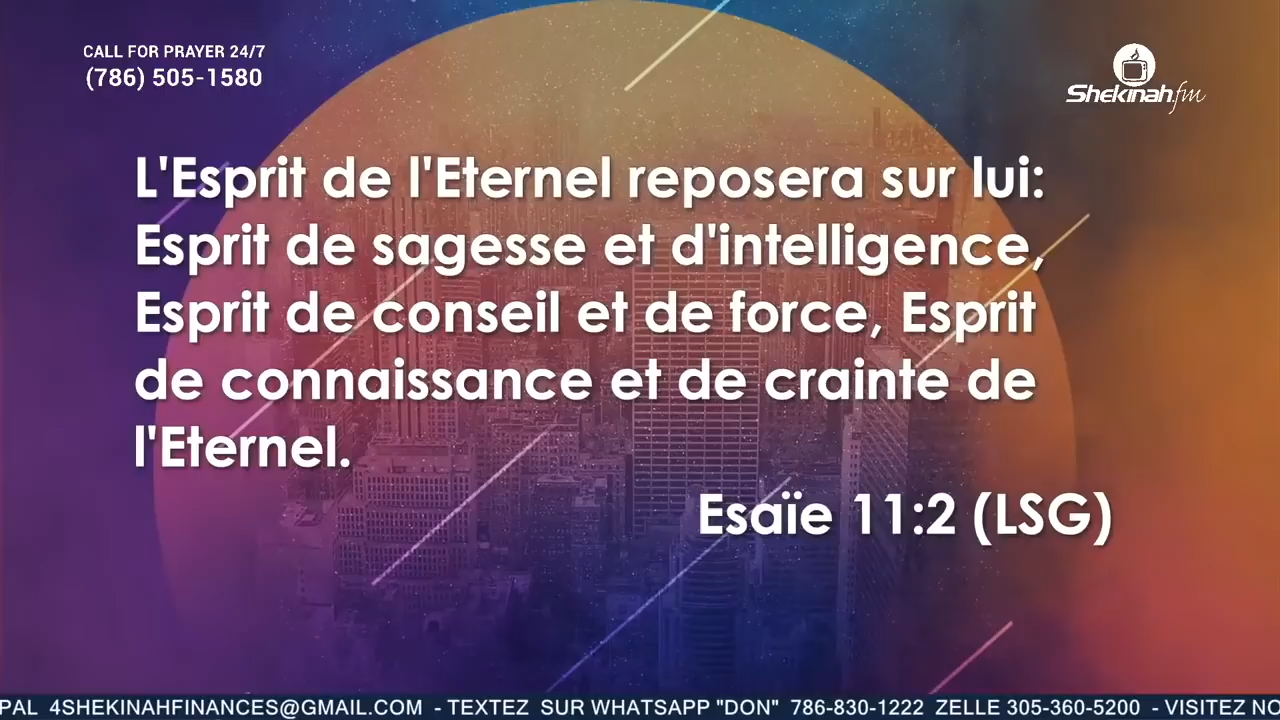 CALL FOR PRAYER 24/7
(786) 505-1580
Shekinah.fm
L'Esprit de l'Eternel reposera sur lui:
Esprit de sagesse et d'intelligence,
Esprit de conseil et de force, Esprit
de connaissance et de crainte de
l'Eternel.
Esaïe 11:2 (LSG)
PAL 4SHEKINAHFINANCES@GMAIL.COM - TEXTEZ SUR WHATSAPP "DON" 786-830-1222 ZELLE 305-360-5200 - VISITEZ NO